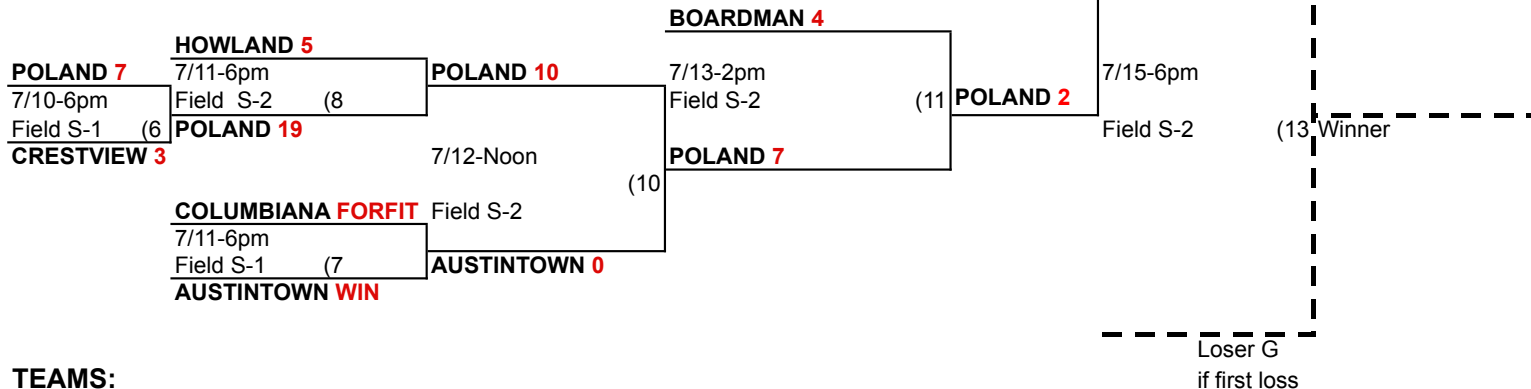 BOARDMAN 4
HOWLAND 5
POLAND 7
7/11-6pm
POLAND 10
7/13-2pm
7/15-6pm
7/10-6pm
Field S-2 (8
Field S-2 (11
POLAND 2
Field S-1 (6
POLAND 19
Field S-2 (13 Winner
CRESTVIEW 3
7/12-Noon
POLAND 7
(10
COLUMBIANA FORFIT
Field S-2
7/11-6pm
Field S-1 (7
AUSTINTOWN 0
AUSTINTOWN WIN
Loser G
TEAMS:
if first loss